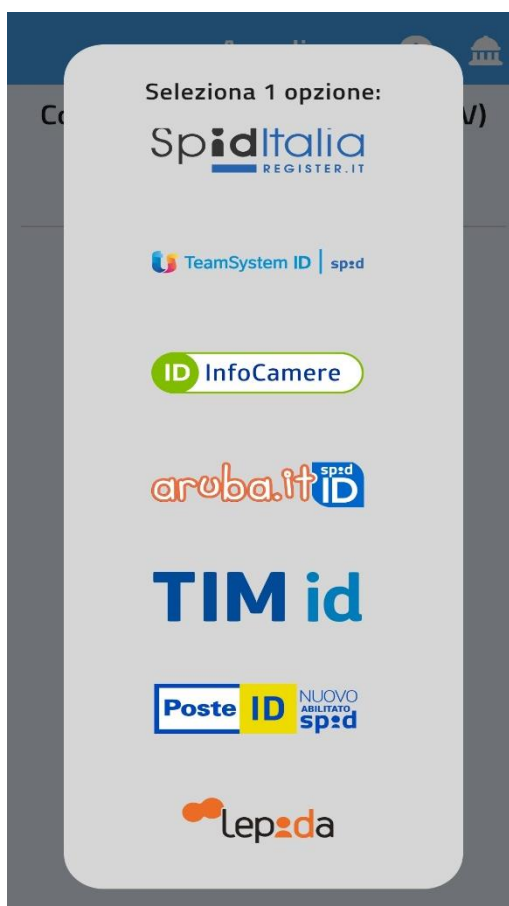 Seleziona 1 opzione:
SpidItalia
REGISTER.IT
TeamSystem ID | spid
ID InfoCamere
aruba.it spid ID
TIM id
Poste ID NUOVO
ABILITATO
spid
Lepida